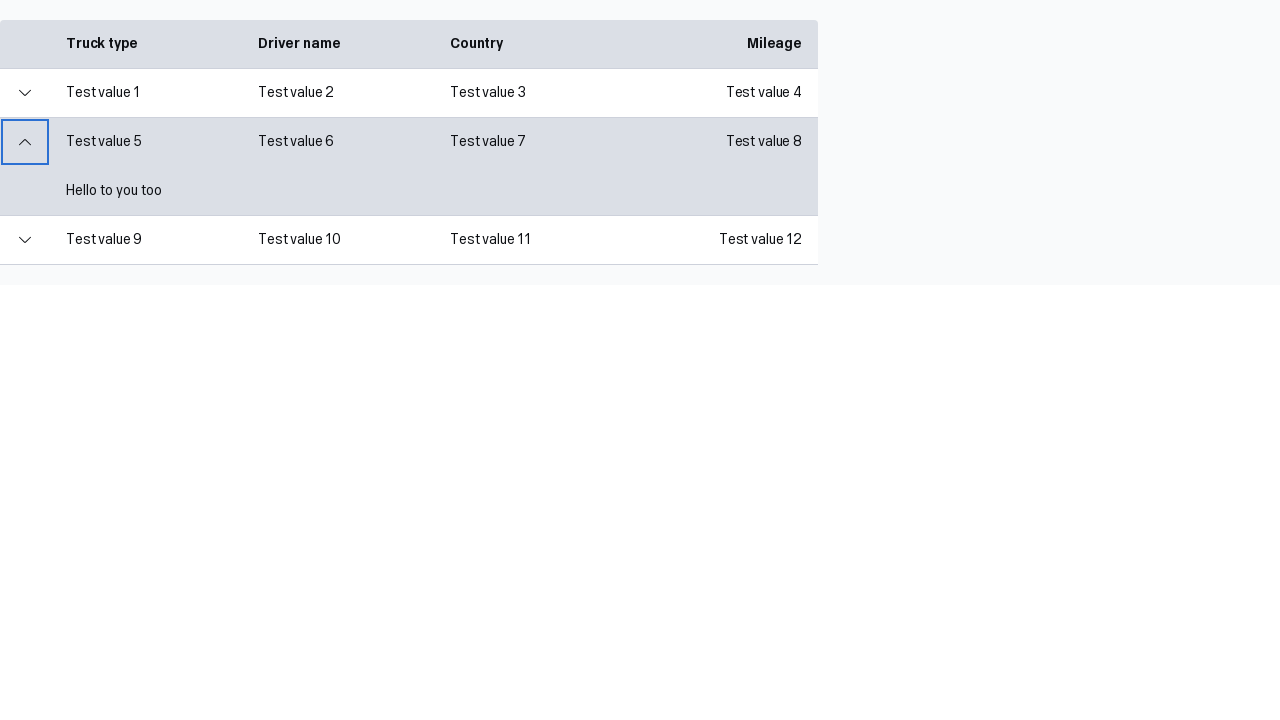 Truck type Driver name Country Mileage
Test value 1 Test value 2 Test value 3 Test value 4
Test value 5 Test value 6 Test value 7 Test value 8
Hello to you too
Test value 9 Test value 10 Test value 11 Test value 12